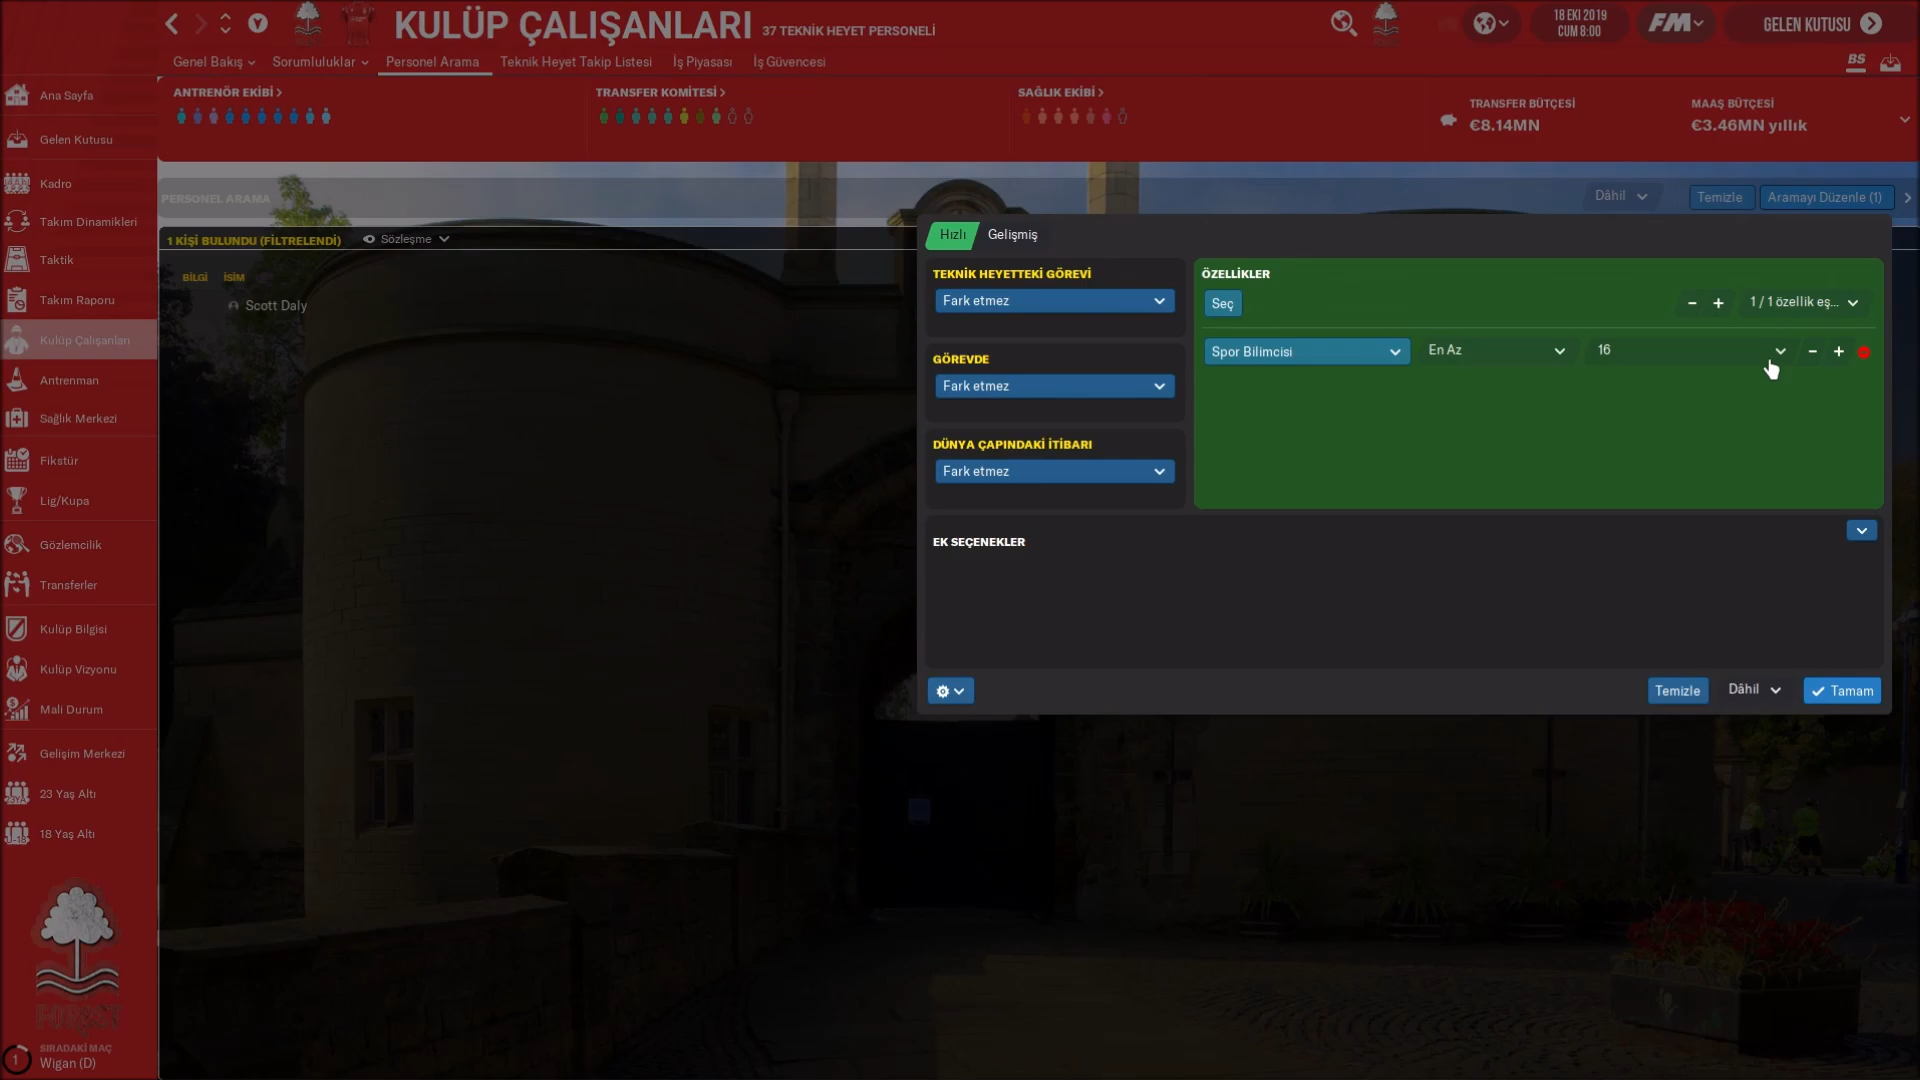 KULÜP ÇALIŞANLARI 37 TEKNİK HEYET PERSONELİ
18 EKI 2019
CUM 8:00
FM
GELEN KUTUSU
Genel Bakış Sorumluluklar Personel Arama Teknik Heyet Takip Listesi İş Piyasası İş Güvencesi
BS
ANTRENÖR EKİBİ >
TRANSFER KOMİTESİ >
SAĞLIK EKİBİ >
TRANSFER BÜTÇESİ
€8.14MN
MAAŞ BÜTÇESİ
€3.46MN yıllık
Ana Sayfa
Gelen Kutusu
Kadro
Takım Dinamikleri
Taktik
Takım Raporu
Kulüp Çalışanları
Antrenman
Sağlık Merkezi
Fikstür
Lig/Kupa
Gözlemcilik
Transferler
Kulüp Bilgisi
Kulüp Vizyonu
Mali Durum
Gelişim Merkezi
23 Yaş Altı
18 Yaş Altı
FOREST
1
SIRADAKİ MAÇ
Wigan (D)
PERSONEL ARAMA
Dâhil
Temizle
Aramayı Düzenle (1)
1 KİŞİ BULUNDU (FİLTRELENDİ)
Sözleşme
BİLGİ İSİM
Scott Daly
Hızlı Gelişmiş
TEKNİK HEYETTEKİ GÖREVİ
Fark etmez
GÖREVDE
Fark etmez
DÜNYA ÇAPINDAKİ İTİBARI
Fark etmez
ÖZELLİKLER
Seç
- + 1 / 1 özellik eş...
Spor Bilimcisi En Az 16 - +
EK SEÇENEKLER
Temizle Dâhil Tamam